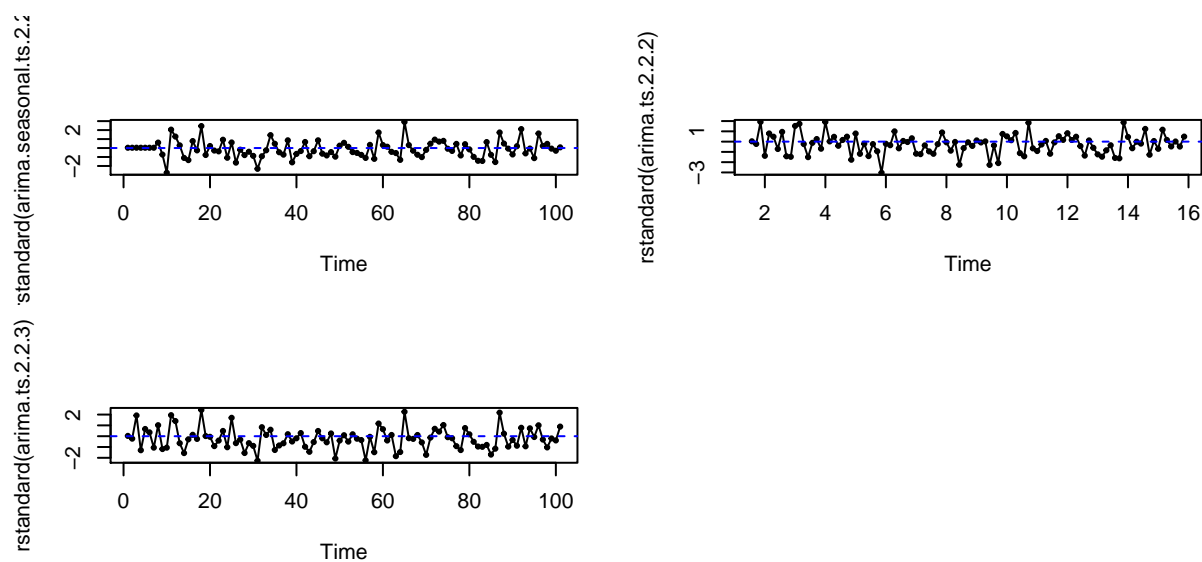 standard(arima.seasonal.ts.2.2
2
−2
0 20 40 60 80 100
Time
rstandard(arima.ts.2.2.2)
1
−3
2 4 6 8 10 12 14 16
Time
rstandard(arima.ts.2.2.3)
2
−2
0 20 40 60 80 100
Time